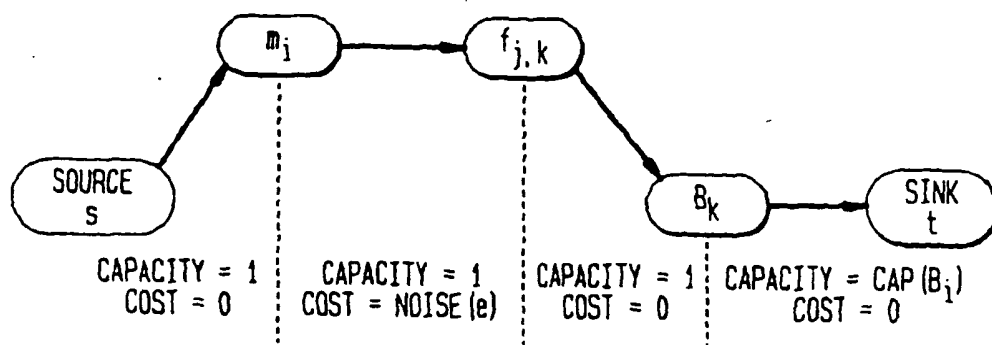 m_i
f_{j,k}
SOURCE
s
B_k
SINK
t
CAPACITY = 1
COST = 0
CAPACITY = 1
COST = NOISE(e)
CAPACITY = 1
COST = 0
CAPACITY = CAP(B_i)
COST = 0